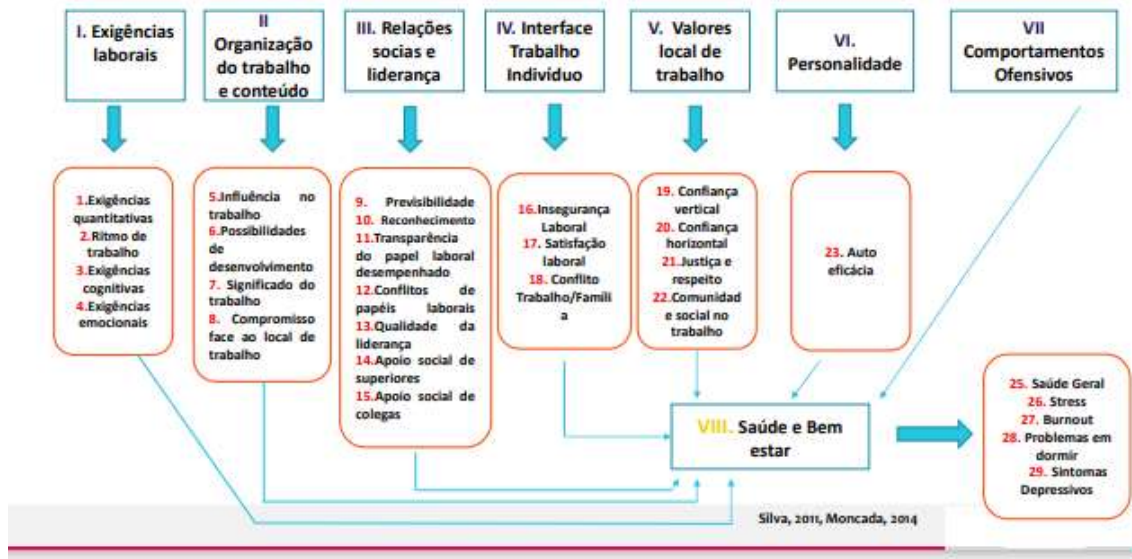 I. Exigências
laborais
II
Organização
do trabalho
e conteúdo
III. Relações
socias e
liderança
IV. Interface
Trabalho
Indivíduo
V. Valores
local de
trabalho
VI.
Personalidade
VII
Comportamentos
Ofensivos
1.Exigências
quantitativas
2.Ritmo de
trabalho
3.Exigências
cognitivas
4.Exigências
emocionais
5.Influência no
trabalho
6.Possibilidades
de
desenvolvimento
7. Significado do
trabalho
8. Compromisso
face ao local de
trabalho
9. Previsibilidade
10. Reconhecimento
11.Transparência
do papel laboral
desempenhado
12.Conflitos de
papéis laborais
13.Qualidade da
liderança
14.Apoio social de
superiores
15.Apoio social de
colegas
16.Insegurança
Laboral
17. Satisfação
laboral
18. Conflito
Trabalho/Famíli
a
19. Confiança
vertical
20. Confiança
horizontal
21.Justiça e
respeito
22.Comunidad
e social no
trabalho
23. Auto
eficácia
VIII. Saúde e Bem
estar
25. Saúde Geral
26. Stress
27. Burnout
28. Problemas em
dormir
29. Sintomas
Depressivos
Silva, 2011, Moncada, 2014